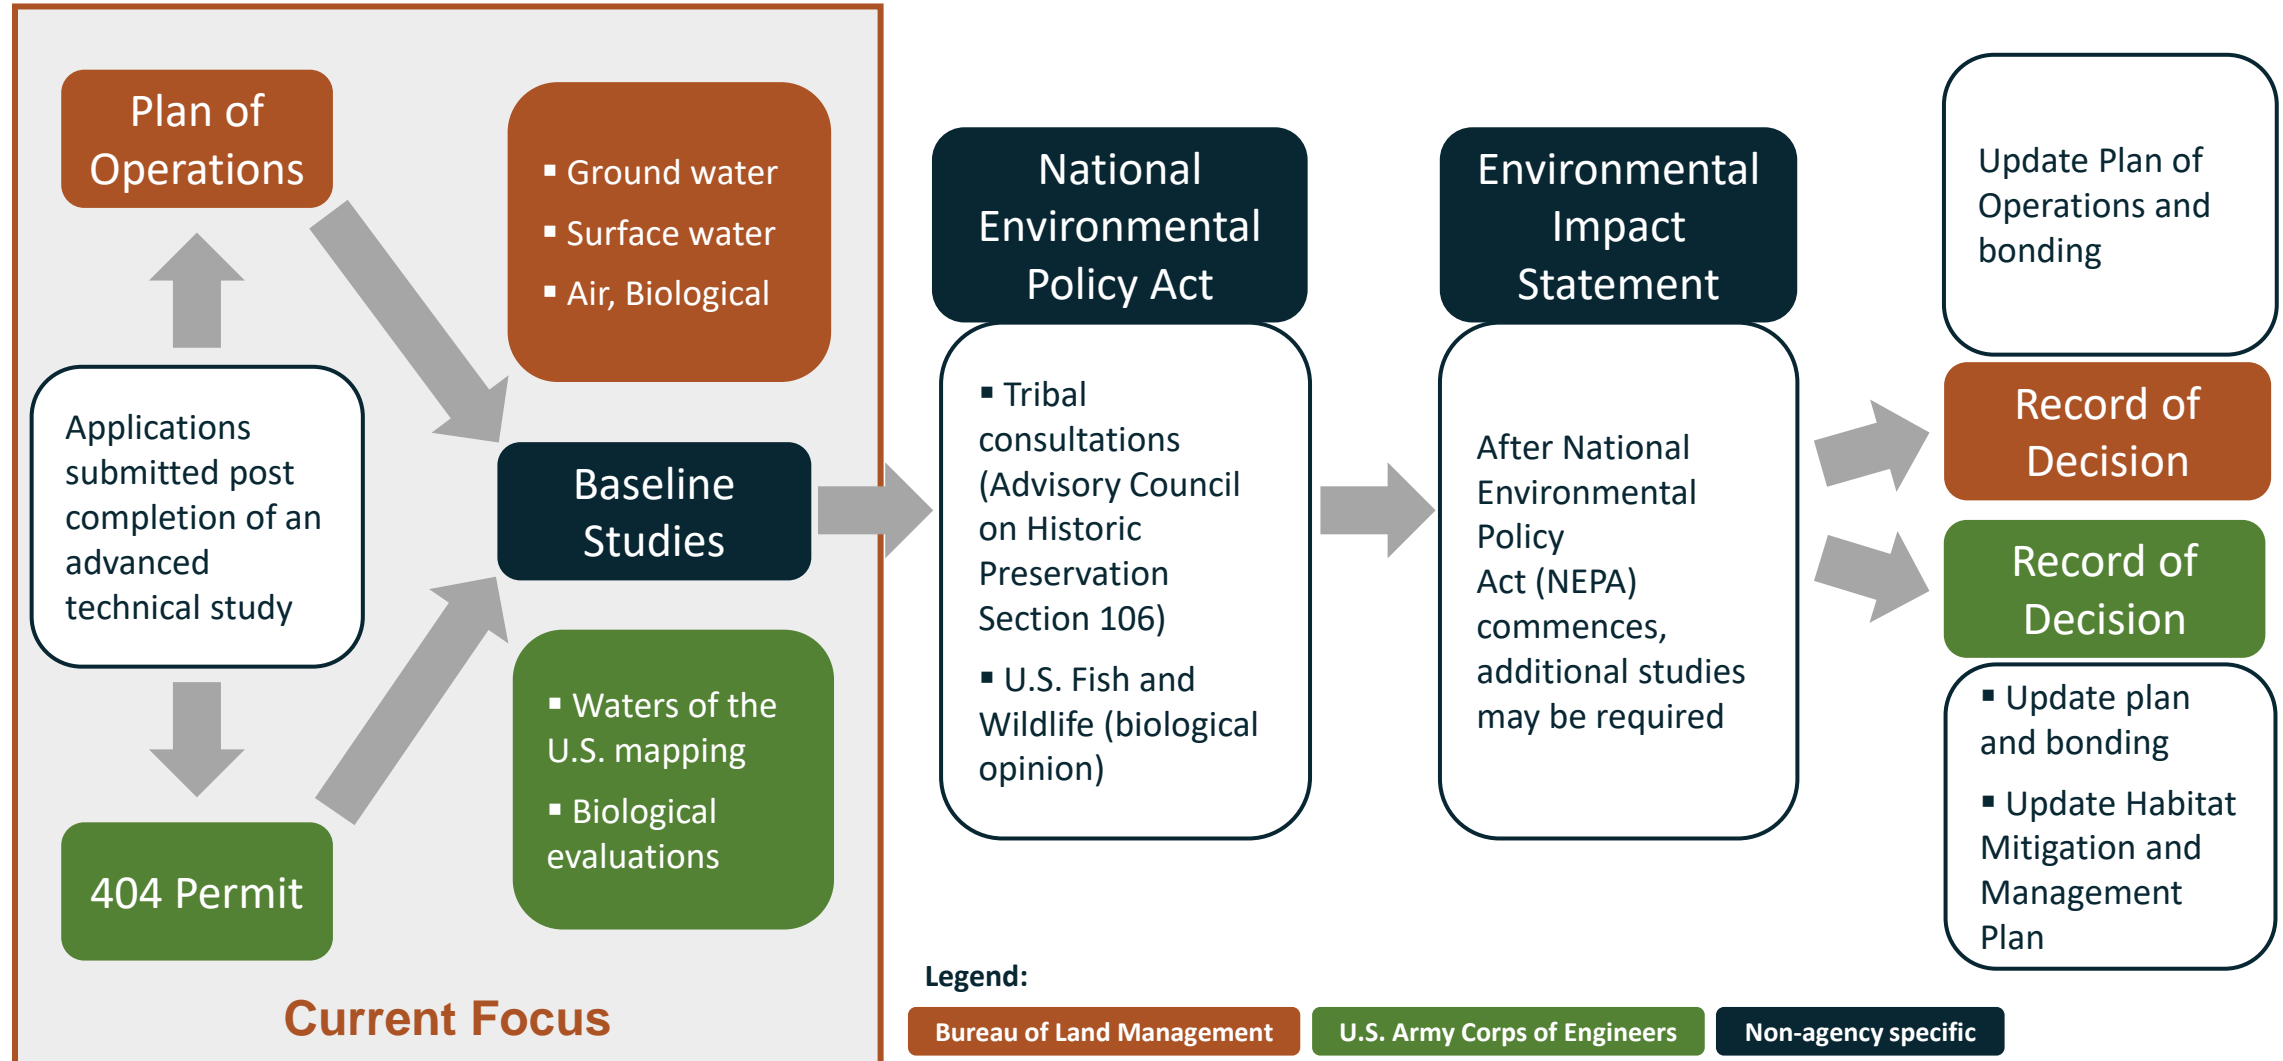 Plan of
Operations
Applications
submitted post
completion of an
advanced
technical study
404 Permit
▪ Ground water
▪ Surface water
▪ Air, Biological
Baseline
Studies
▪ Waters of the
U.S. mapping
▪ Biological
evaluations
Current Focus
National
Environmental
Policy Act
▪ Tribal
consultations
(Advisory Council
on Historic
Preservation
Section 106)
▪ U.S. Fish and
Wildlife (biological
opinion)
Environmental
Impact
Statement
After National
Environmental
Policy
Act (NEPA)
commences,
additional studies
may be required
Update Plan of
Operations and
bonding
Record of
Decision
Record of
Decision
▪ Update plan
and bonding
▪ Update Habitat
Mitigation and
Management
Plan
Legend:
Bureau of Land Management
U.S. Army Corps of Engineers
Non-agency specific